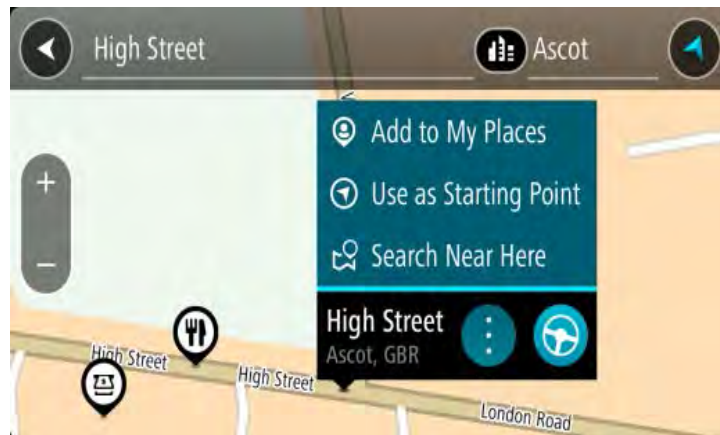 High Street
Ascot
Add to My Places
Use as Starting Point
Search Near Here
High Street
Ascot, GBR
+
−
High Street
High Street
London Road